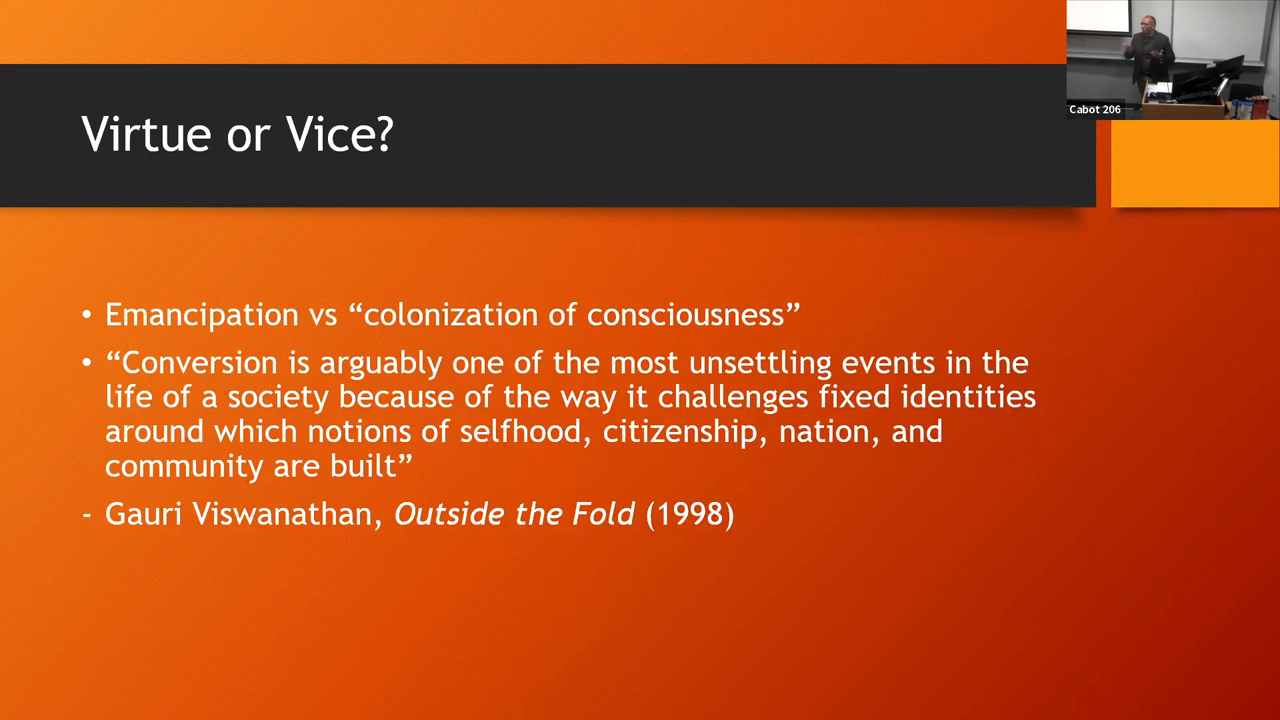 Virtue or Vice?
Cabot 206
• Emancipation vs “colonization of consciousness”
• “Conversion is arguably one of the most unsettling events in the
life of a society because of the way it challenges fixed identities
around which notions of selfhood, citizenship, nation, and
community are built”
- Gauri Viswanathan, Outside the Fold (1998)